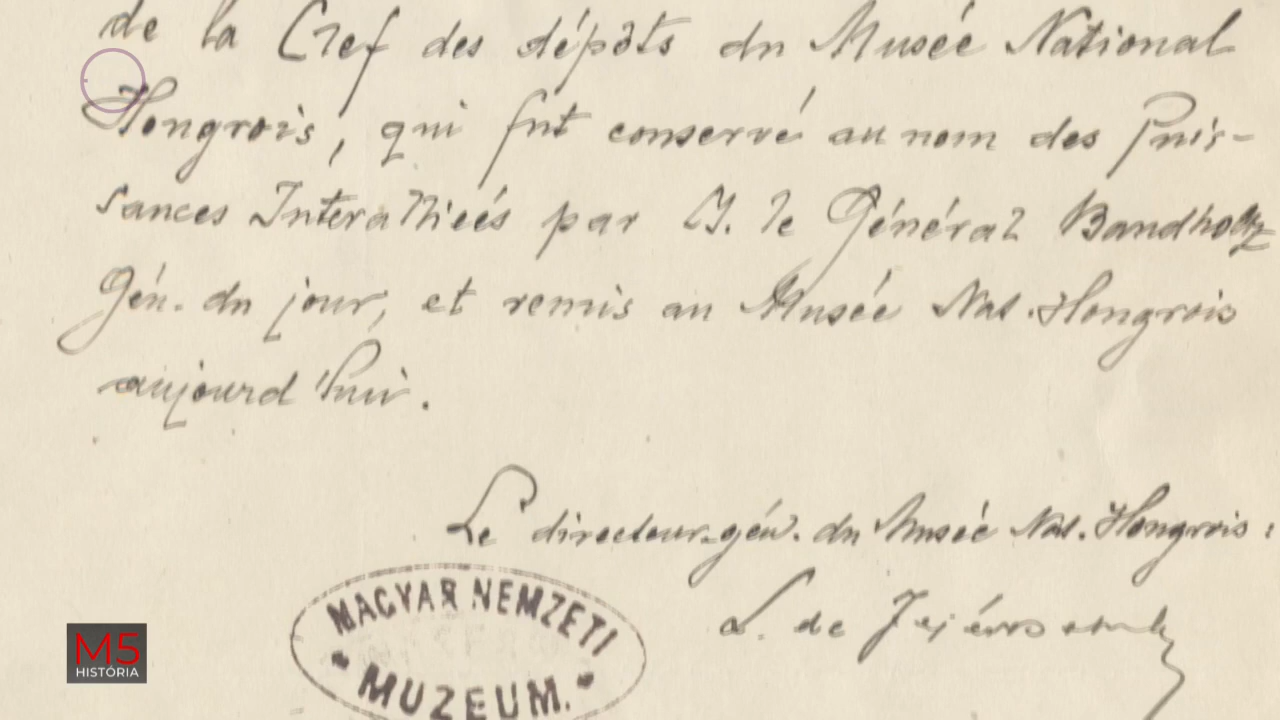 de la Clef des dépôts du Musée National
Hongrois, qui fut conservé au nom des Puis-
sances Interalliéés par S. le Général Bandholtz
Gén. du jour, et remis au Musée Nat. Hongrois
aujourd'hui.
Le directeur-gén. du Musée Nat. Hongrois:
L. de
MAGYAR NEMZETI
MUZEUM.
M5
HISTÓRIA